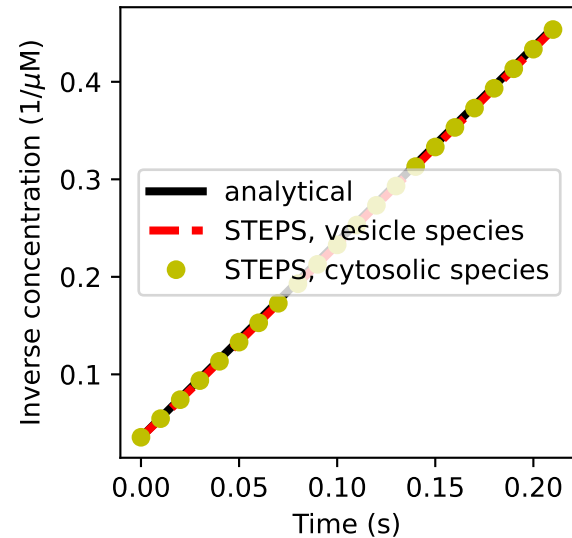 Inverse concentration (1/μM)
0.4
0.3
0.2
0.1
analytical
STEPS, vesicle species
STEPS, cytosolic species
0.00 0.05 0.10 0.15 0.20
Time (s)